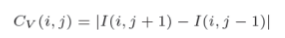 C_V(i, j) = |I(i, j + 1) − I(i, j − 1)|